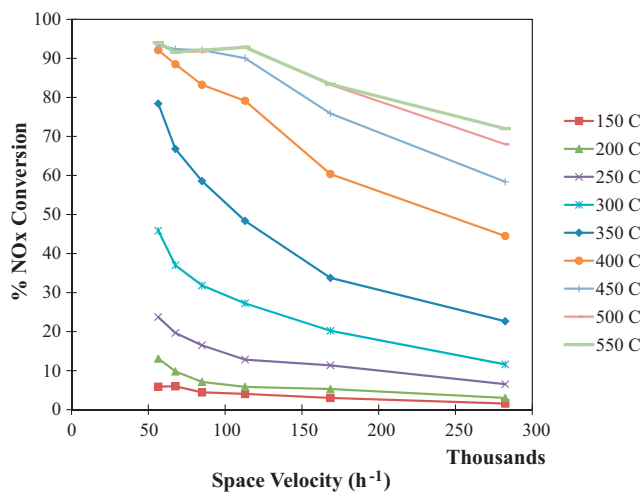 % NOx Conversion
100
90
80
70
60
50
40
30
20
10
0
0 50 100 150 200 250 300
Thousands
Space Velocity (h⁻¹)
150 C
200 C
250 C
300 C
350 C
400 C
450 C
500 C
550 C